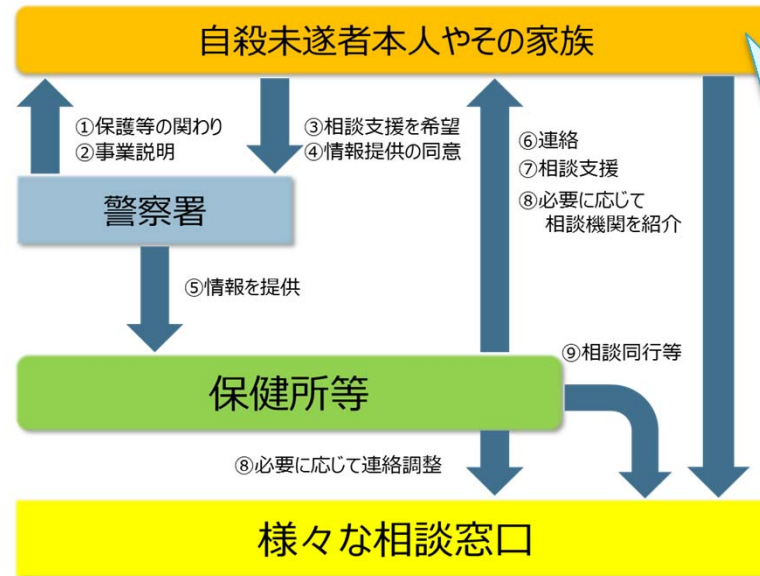 自殺未遂者本人やその家族
①保護等の関わり
②事業説明
③相談支援を希望
④情報提供の同意
⑥連絡
⑦相談支援
⑧必要に応じて
相談機関を紹介
警察署
⑤情報を提供
⑨相談同行等
保健所等
⑧必要に応じて連絡調整
様々な相談窓口